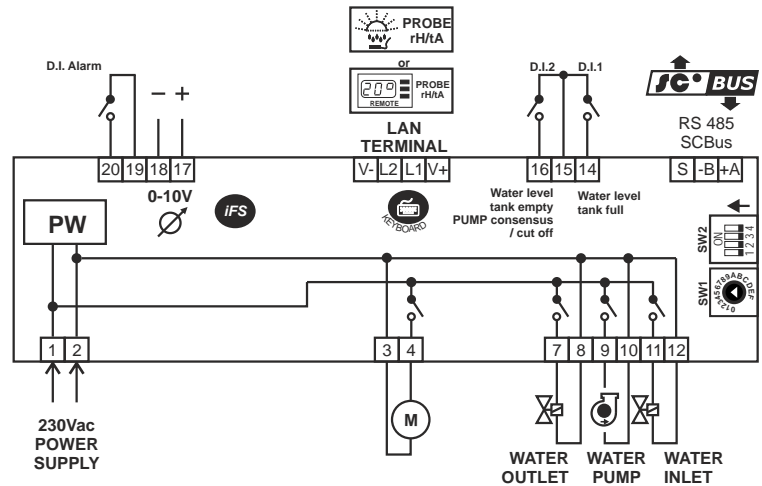 PROBE
rH/tA
or
20°
REMOTE
PROBE
rH/tA
LAN
TERMINAL
D.I. Alarm
– +
D.I.2 D.I.1
SC• BUS
RS 485
SCBus
20 19 18 17
V- L2 L1 V+
16 15 14
S -B +A
0-10V
iFS
KEYBOARD
Water level
tank empty
PUMP consensus
/ cut off
Water level
tank full
PW
SW2
ON
1 2 3 4
SW1
0123456789ABCDEF
1 2
3 4
7 8 9 10 11 12
M
230Vac
POWER
SUPPLY
WATER
OUTLET
WATER
PUMP
WATER
INLET